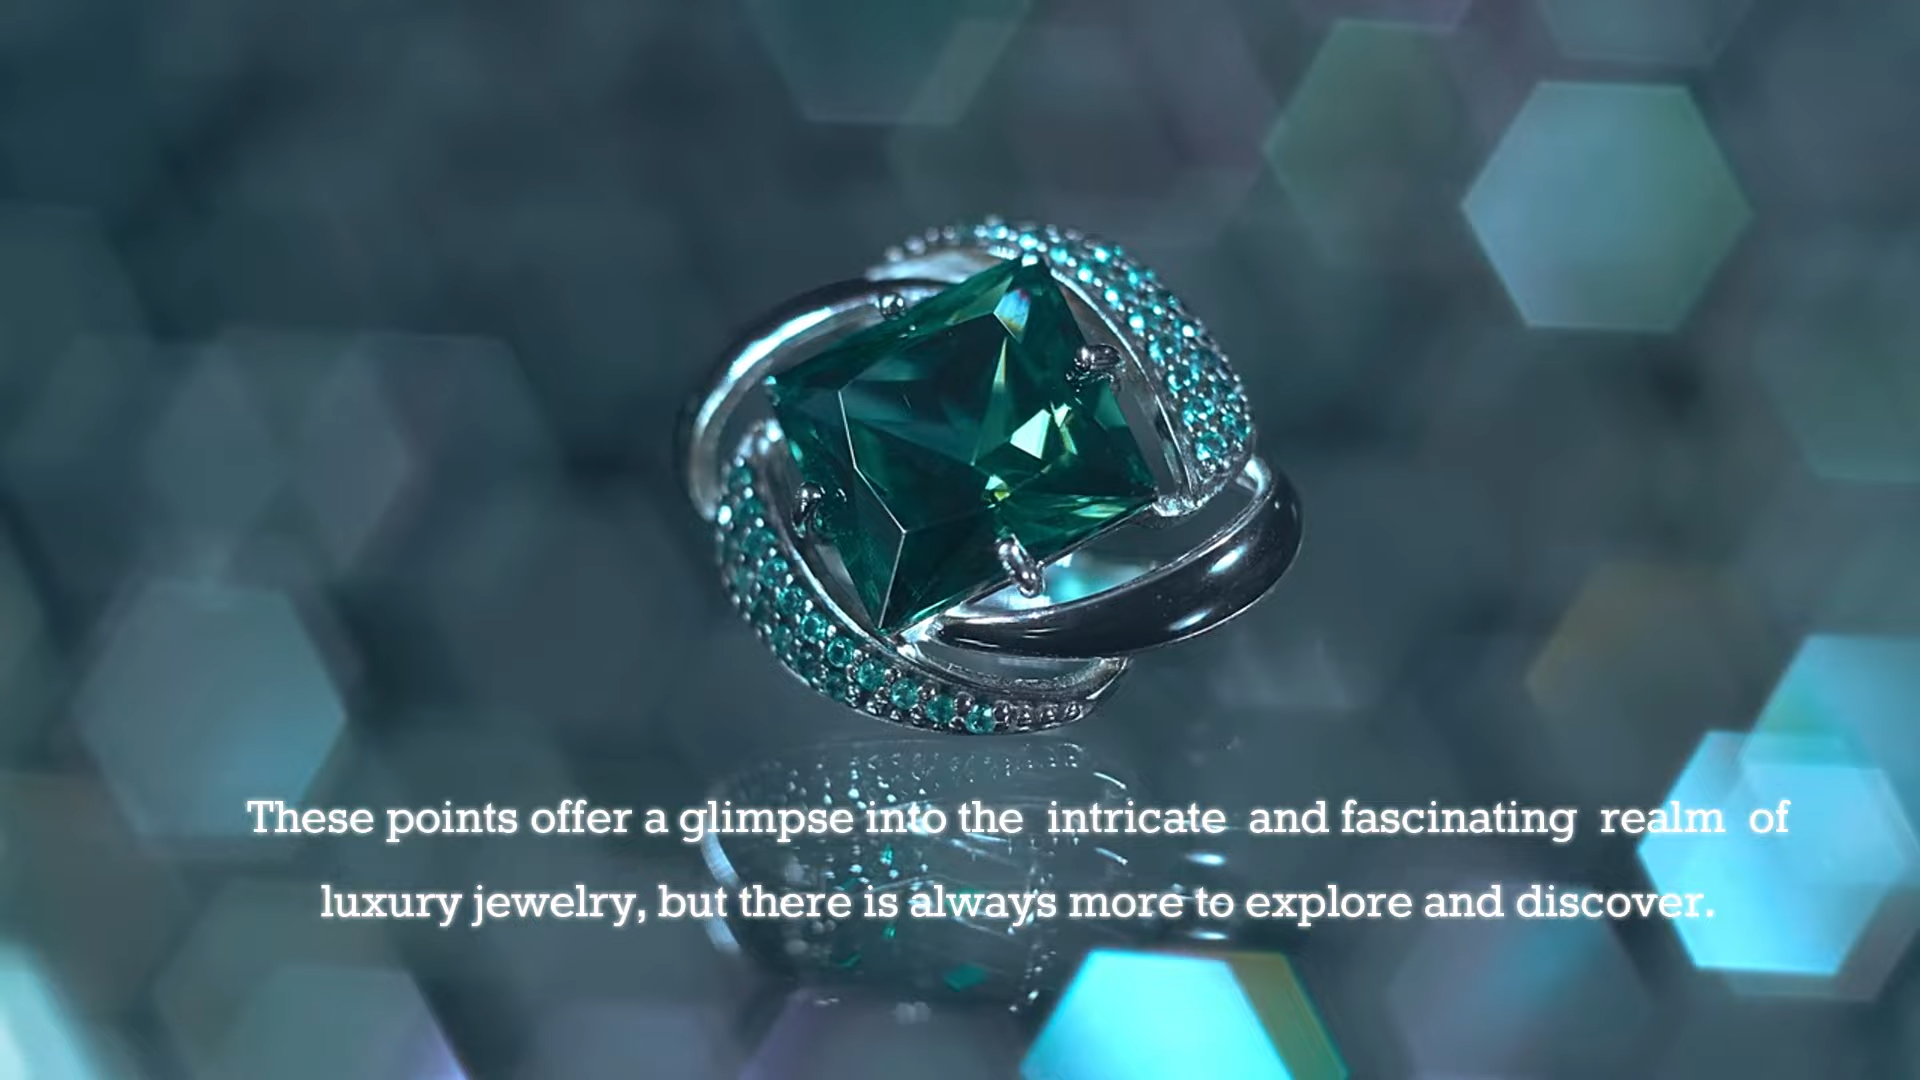 These points offer a glimpse into the intricate and fascinating realm of
luxury jewelry, but there is always more to explore and discover.